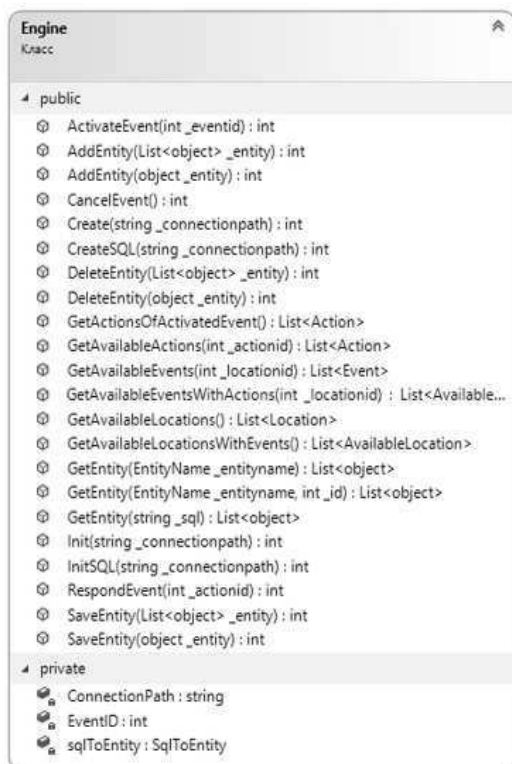 Engine
Класс
public
ActivateEvent(int _eventid) : int
AddEntity(List<object> _entity) : int
AddEntity(object _entity) : int
CancelEvent() : int
Create(string _connectionpath) : int
CreateSQL(string _connectionpath) : int
DeleteEntity(List<object> _entity) : int
DeleteEntity(object _entity) : int
GetActionsOfActivatedEvent() : List<Action>
GetAvailableActions(int _actionid) : List<Action>
GetAvailableEvents(int _locationid) : List<Event>
GetAvailableEventsWithActions(int _locationid) : List<Available...
GetAvailableLocations() : List<Location>
GetAvailableLocationsWithEvents() : List<AvailableLocation>
GetEntity(EntityName _entityname) : List<object>
GetEntity(EntityName _entityname, int _id) : List<object>
GetEntity(string _sql) : List<object>
Init(string _connectionpath) : int
InitSQL(string _connectionpath) : int
RespondEvent(int _actionid) : int
SaveEntity(List<object> _entity) : int
SaveEntity(object _entity) : int
private
ConnectionPath : string
EventID : int
sqlToEntity : SqlToEntity